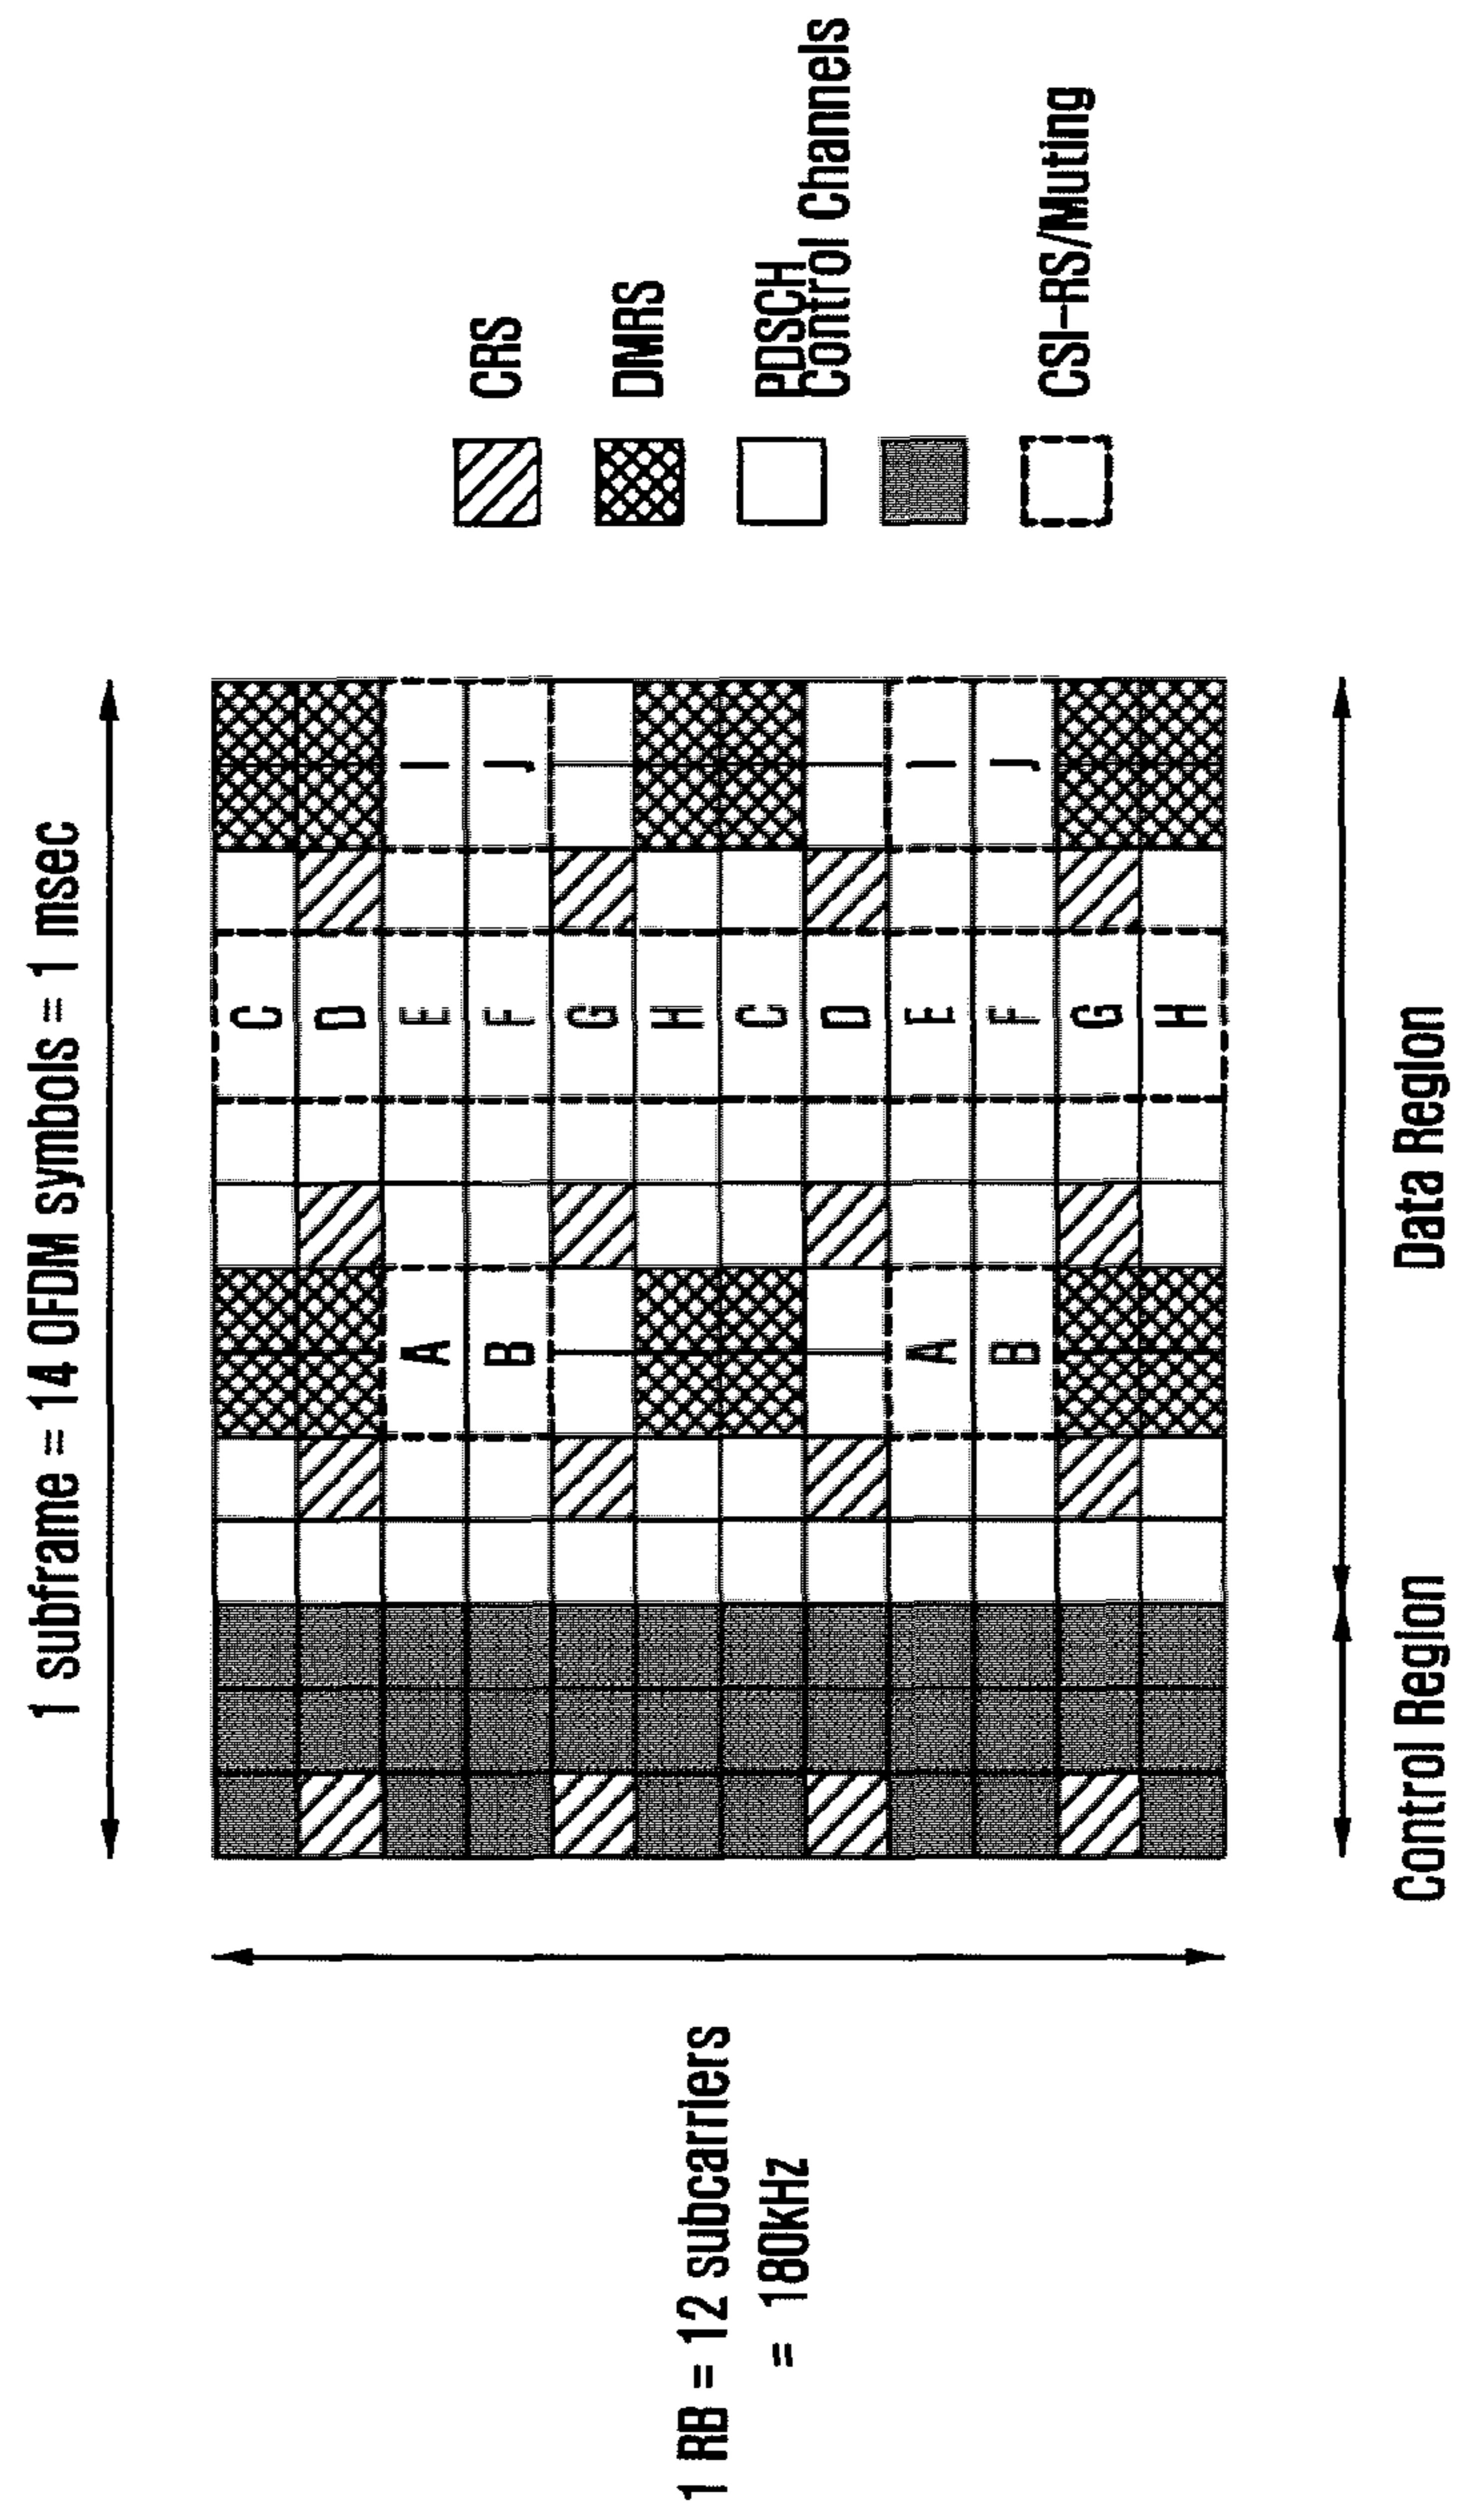 1 subframe = 14 OFDM symbols = 1 msec
1 RB = 12 subcarriers
= 180kHz
C
D
A E I
B F J
G
H
C
D
A E I
B F J
G
H
CRS
DMRS
PDSCH
Control Channels
CSI-RS/Muting
Control Region
Data Region